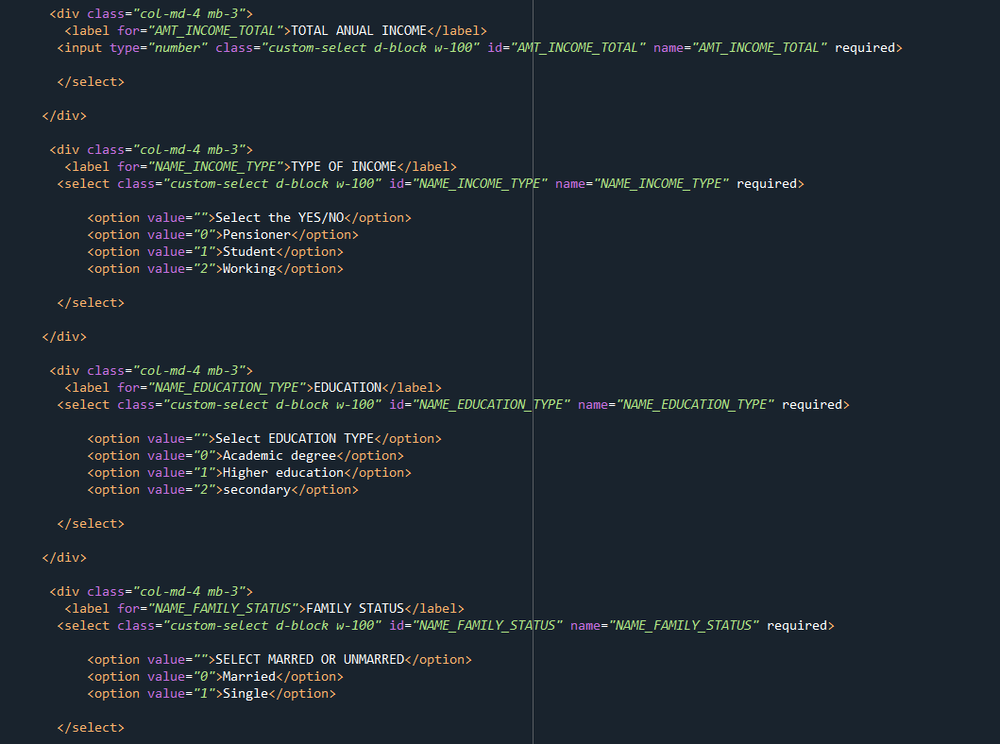 <div class="col-md-4 mb-3">
<label for="AMT_INCOME_TOTAL">TOTAL ANUAL INCOME</label>
<input type="number" class="custom-select d-block w-100" id="AMT_INCOME_TOTAL" name="AMT_INCOME_TOTAL" required>
</select>
</div>
<div class="col-md-4 mb-3">
<label for="NAME_INCOME_TYPE">TYPE OF INCOME</label>
<select class="custom-select d-block w-100" id="NAME_INCOME_TYPE" name="NAME_INCOME_TYPE" required>
<option value="">Select the YES/NO</option>
<option value="0">Pensioner</option>
<option value="1">Student</option>
<option value="2">Working</option>
</select>
</div>
<div class="col-md-4 mb-3">
<label for="NAME_EDUCATION_TYPE">EDUCATION</label>
<select class="custom-select d-block w-100" id="NAME_EDUCATION_TYPE" name="NAME_EDUCATION_TYPE" required>
<option value="">Select EDUCATION TYPE</option>
<option value="0">Academic degree</option>
<option value="1">Higher education</option>
<option value="2">secondary</option>
</select>
</div>
<div class="col-md-4 mb-3">
<label for="NAME_FAMILY_STATUS">FAMILY STATUS</label>
<select class="custom-select d-block w-100" id="NAME_FAMILY_STATUS" name="NAME_FAMILY_STATUS" required>
<option value="">SELECT MARRED OR UNMARRED</option>
<option value="0">Married</option>
<option value="1">Single</option>
</select>